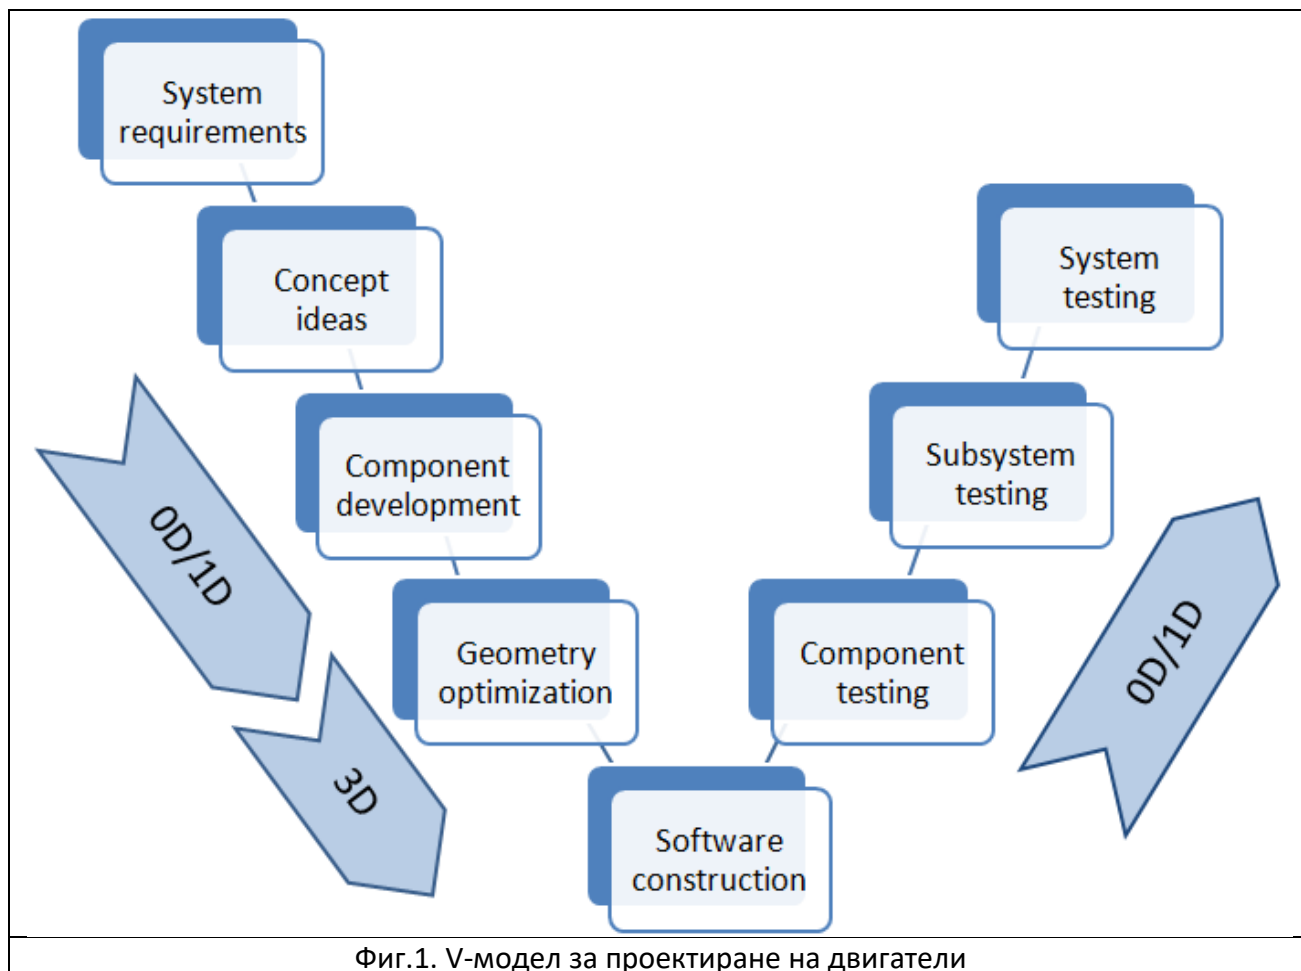 System
requirements
Concept
ideas
Component
development
Geometry
optimization
Software
construction
Component
testing
Subsystem
testing
System
testing
0D/1D
3D
0D/1D
Фиг.1. V-модел за проектиране на двигатели